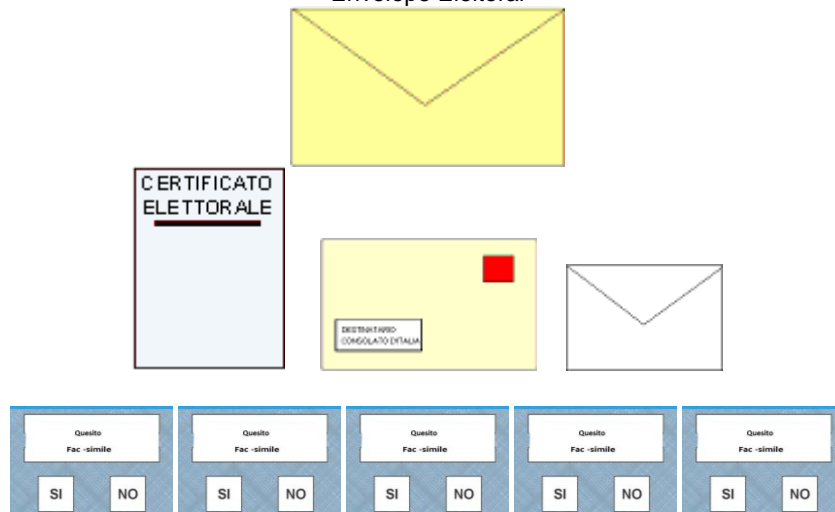 Envelope Eleitoral
CERTIFICATO
ELETTORALE
DESTINATARIO
CONSOLATO D'ITALIA
Quesito
Fac -simile
SI NO
Quesito
Fac -simile
SI NO
Quesito
Fac -simile
SI NO
Quesito
Fac -simile
SI NO
Quesito
Fac -simile
SI NO